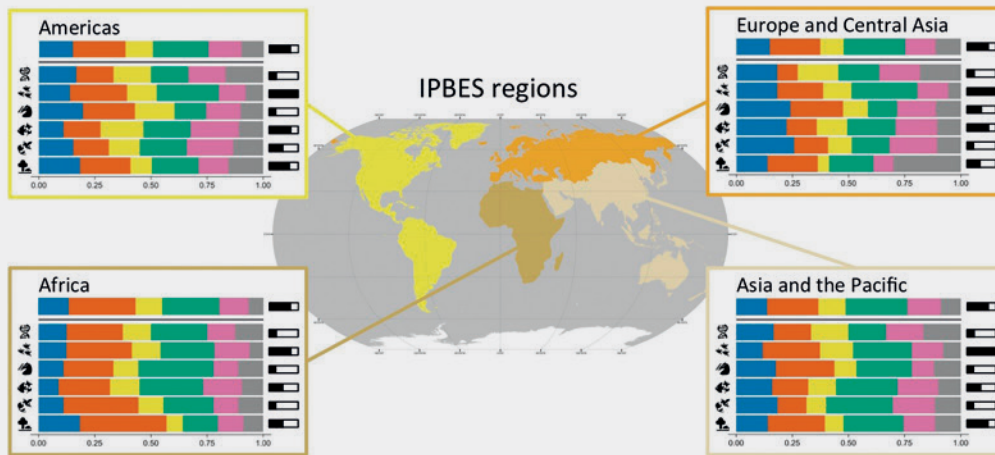 Americas
0.00 0.25 0.50 0.75 1.00
IPBES regions
Europe and Central Asia
0.00 0.25 0.50 0.75 1.00
Africa
0.00 0.25 0.50 0.75 1.00
Asia and the Pacific
0.00 0.25 0.50 0.75 1.00